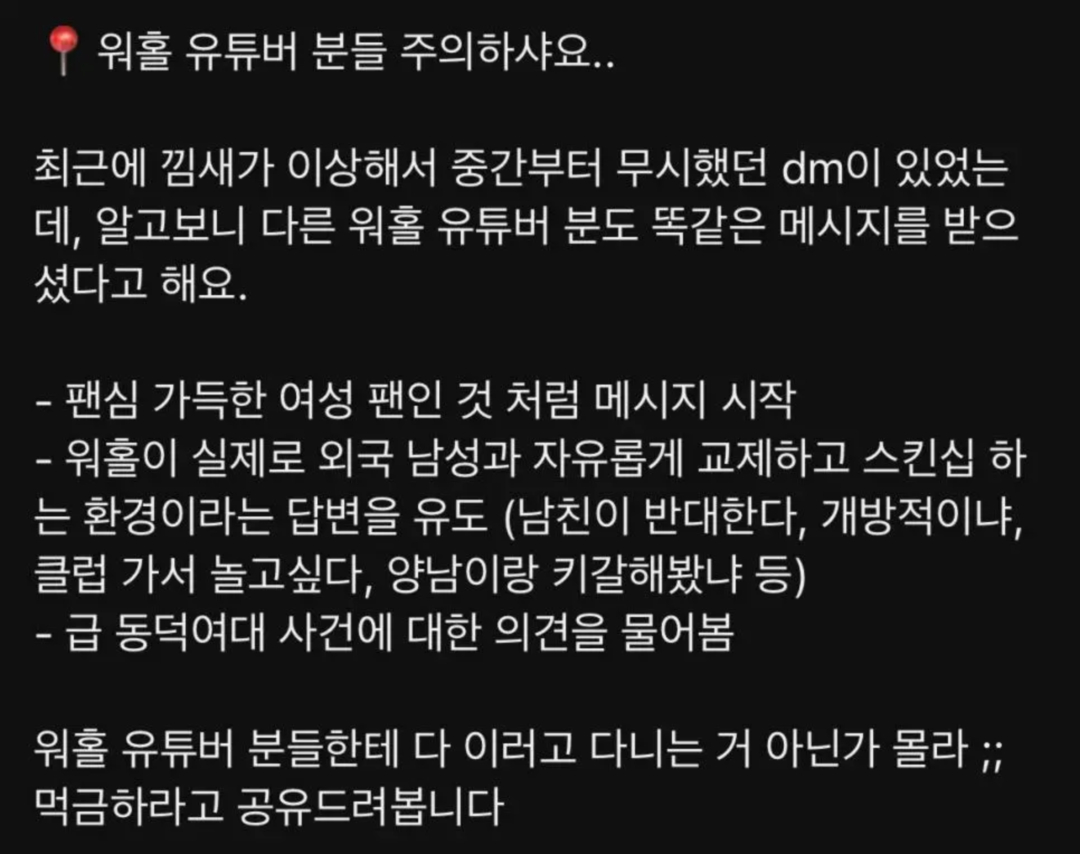 📍 워홀 유튜버 분들 주의하샤요..
최근에 낌새가 이상해서 중간부터 무시했던 dm이 있었는
데, 알고보니 다른 워홀 유튜버 분도 똑같은 메시지를 받으
셨다고 해요.
- 팬심 가득한 여성 팬인 것 처럼 메시지 시작
- 워홀이 실제로 외국 남성과 자유롭게 교제하고 스킨십 하
는 환경이라는 답변을 유도 (남친이 반대한다, 개방적이냐,
클럽 가서 놀고싶다, 양남이랑 키갈해봤냐 등)
- 급 동덕여대 사건에 대한 의견을 물어봄
워홀 유튜버 분들한테 다 이러고 다니는 거 아닌가 몰라 ;;
먹금하라고 공유드려봅니다